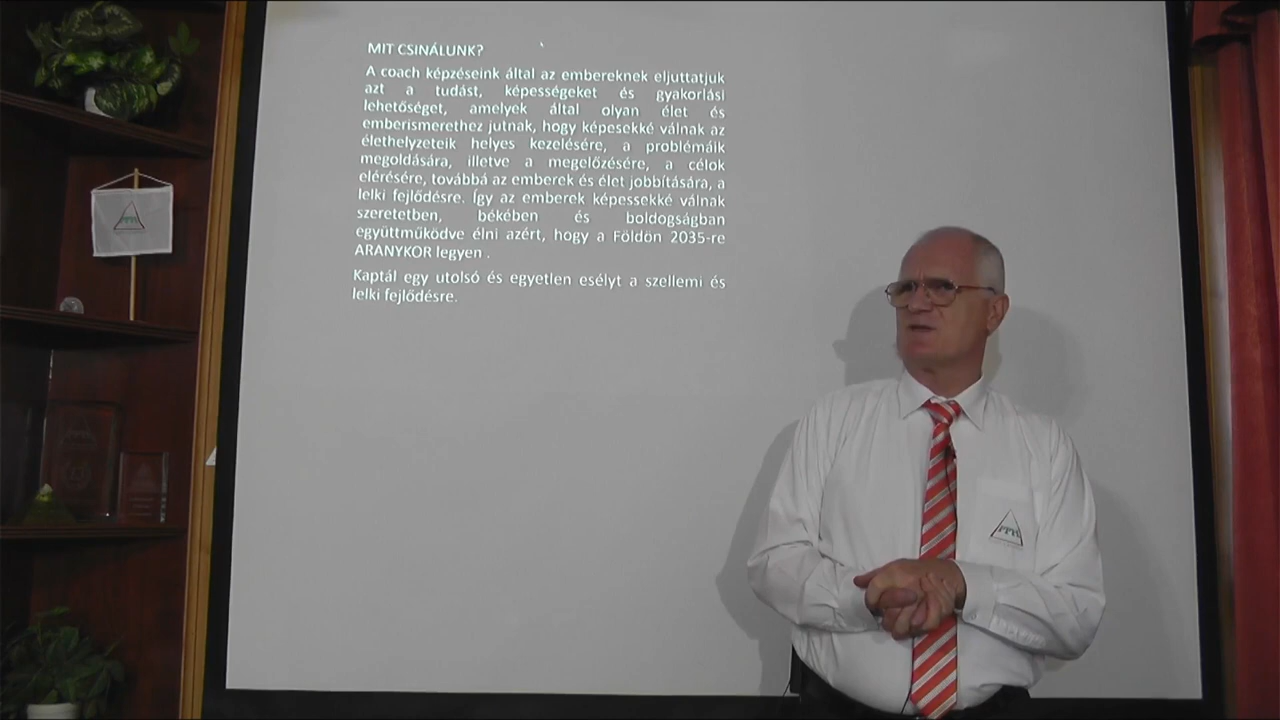 MIT CSINÁLUNK?
A coach képzéseink által az embereknek eljuttatjuk
azt a tudást, képességeket és gyakorlási
lehetőséget, amelyek által olyan élet és
emberismerethez jutnak, hogy képesekké válnak az
élethelyzeteik helyes kezelésére, a problémáik
megoldására, illetve a megelőzésére, a célok
elérésére, továbbá az emberek és élet jobbítására, a
lelki fejlődésre. Így az emberek képessekké válnak
szeretetben, békében és boldogságban
együttműködve élni azért, hogy a Földön 2035-re
ARANYKOR legyen .
Kaptál egy utolsó és egyetlen esélyt a szellemi és
lelki fejlődésre.